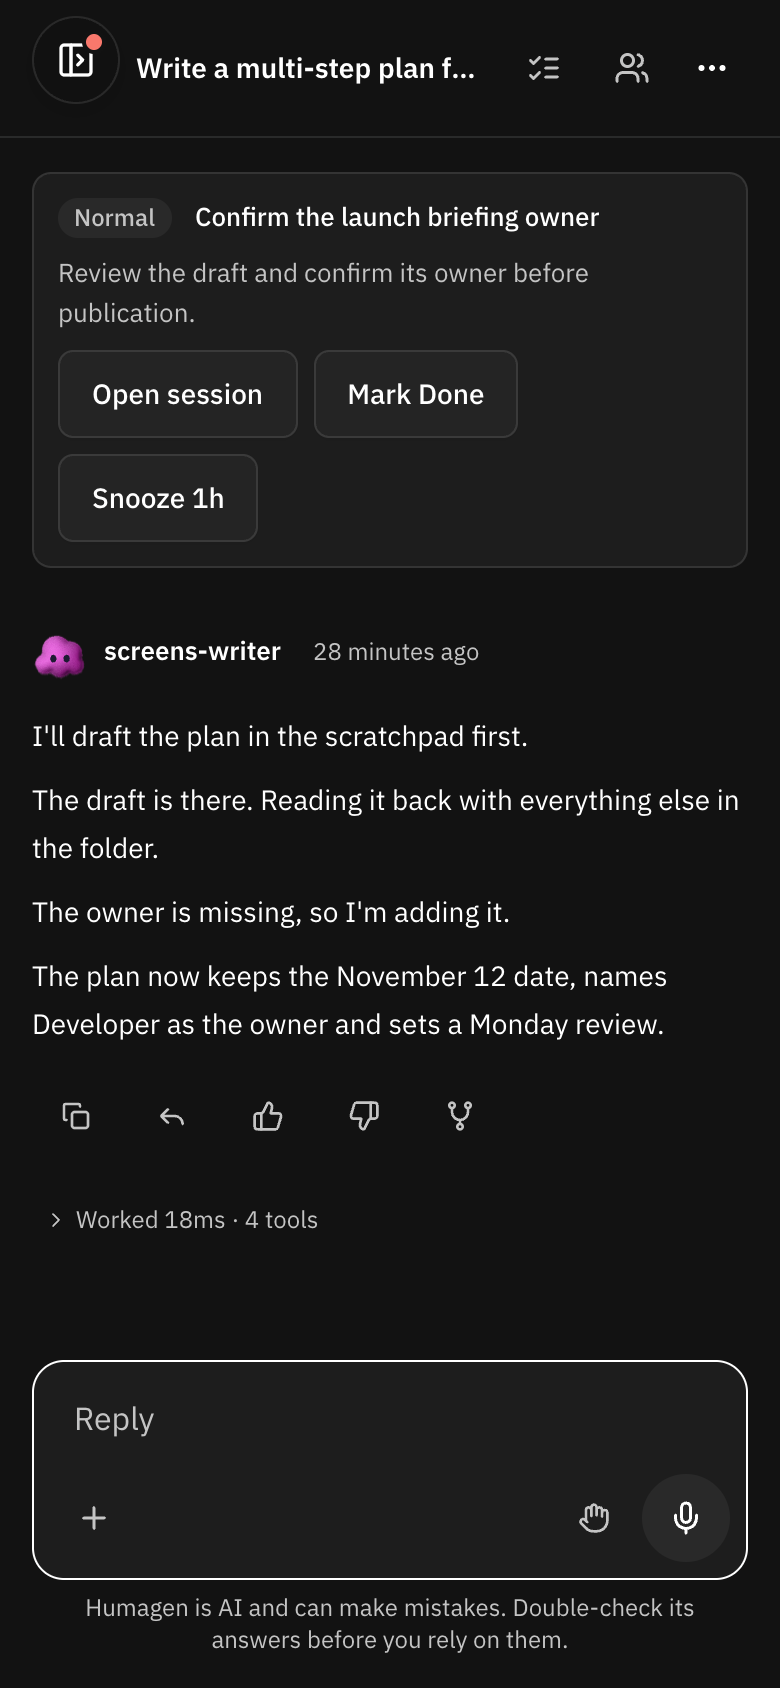 Write a multi-step plan f...
Normal
Confirm the launch briefing owner
Review the draft and confirm its owner before
publication.
Open session
Mark Done
Snooze 1h
screens-writer
28 minutes ago
I'll draft the plan in the scratchpad first.
The draft is there. Reading it back with everything else in
the folder.
The owner is missing, so I'm adding it.
The plan now keeps the November 12 date, names
Developer as the owner and sets a Monday review.
Worked 18ms · 4 tools
Reply
Humagen is AI and can make mistakes. Double-check its
answers before you rely on them.